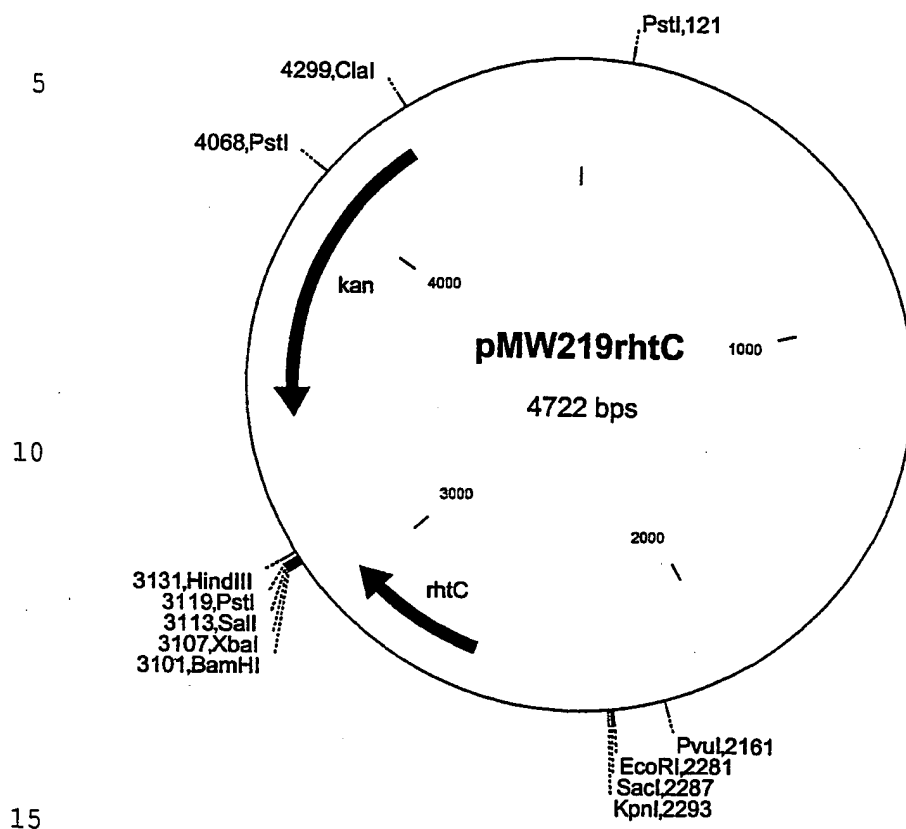 PstI,121
5
4299,ClaI
4068,PstI
kan
4000
pMW219rhtC
1000
4722 bps
10
3000
2000
3131,HindIII
rhtC
3119,PstI
3113,SalI
3107,XbaI
3101,BamHI
PvuI,2161
EcoRI,2281
SacI,2287
KpnI,2293
15